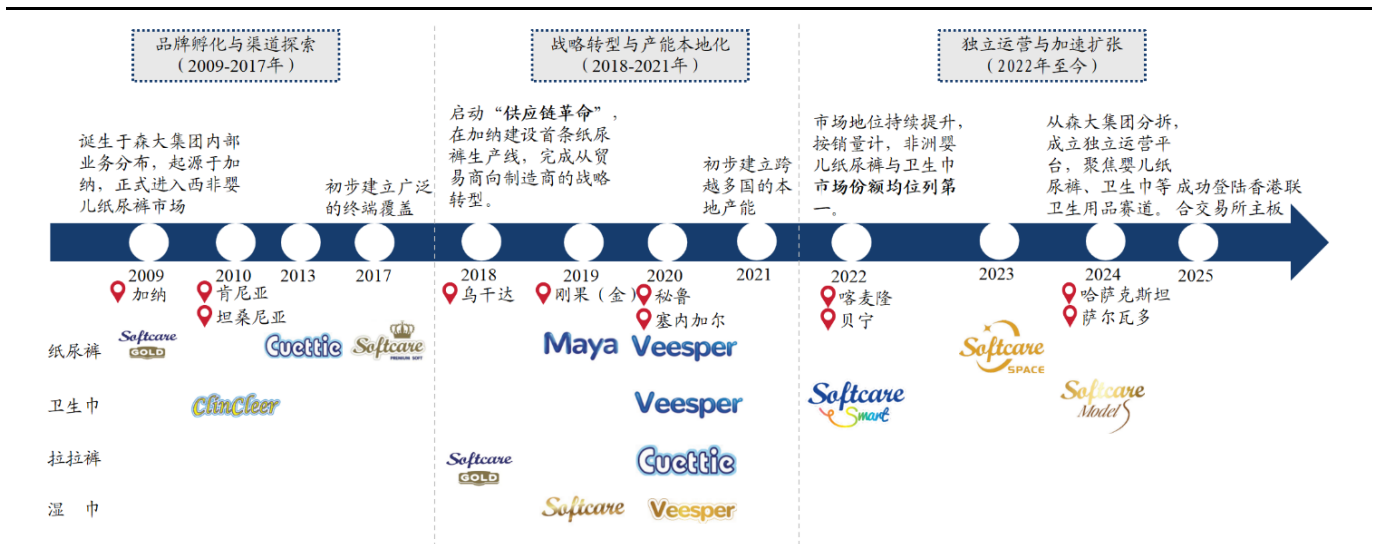 品牌孵化与渠道探索
(2009-2017年)
战略转型与产能本地化
(2018-2021年)
独立运营与加速扩张
(2022年至今)
诞生于森大集团内部
业务分布，起源于加
纳，正式进入西非婴
儿纸尿裤市场
初步建立广泛
的终端覆盖
启动“供应链革命”，
在加纳建设首条纸尿
裤生产线，完成从贸
易商向制造商的战略
转型。
初步建立跨
越多国的本
地产能
市场地位持续提升，
按销量计，非洲婴
儿纸尿裤与卫生巾
市场份额均位列第
一。
从森大集团分拆，
成立独立运营平
台，聚焦婴儿纸
尿裤、卫生巾等
卫生用品赛道。
成功登陆香港联
合交易所主板
2009
2010
2013
2017
2018
2019
2020
2021
2022
2023
2024
2025
加纳
肯尼亚
坦桑尼亚
乌干达
刚果（金）
秘鲁
塞内加尔
喀麦隆
贝宁
哈萨克斯坦
萨尔瓦多
纸尿裤
Softcare
GOLD
Cuettie
Softcare
PREMIUM SOFT
Maya
Veesper
Softcare
SPACE
卫生巾
ClinCleer
Veesper
Softcare
Smart
Softcare
Models
拉拉裤
Softcare
GOLD
Cuettie
湿 巾
Softcare
Veesper